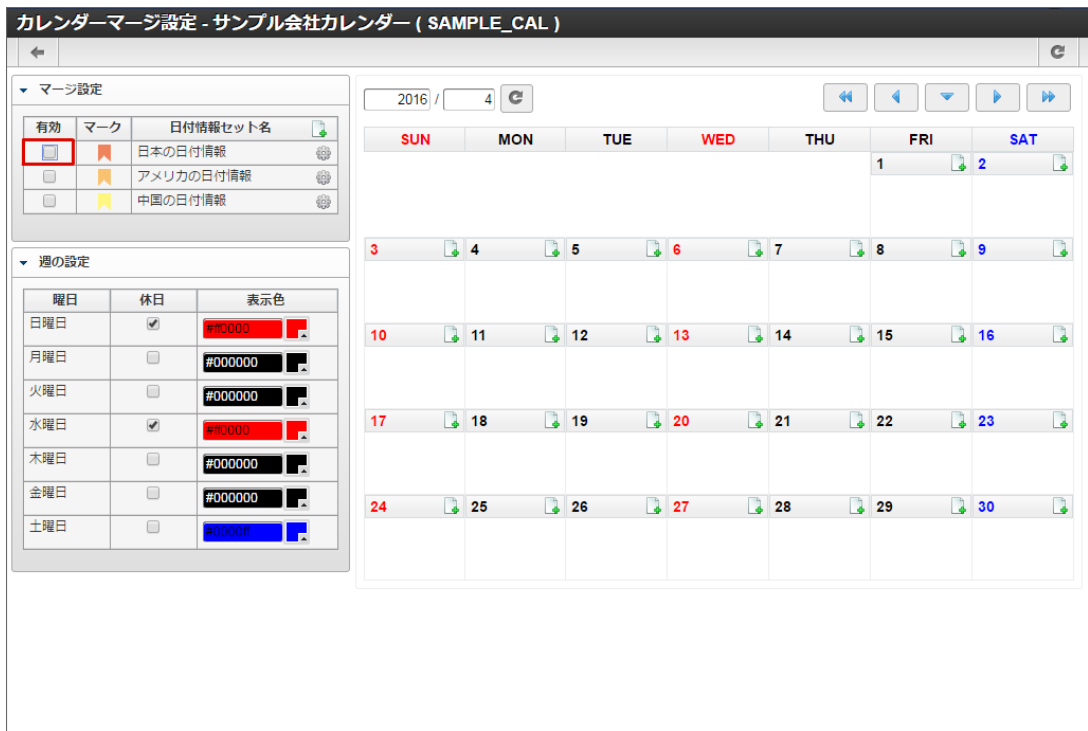 カレンダーマージ設定 - サンプル会社カレンダー ( SAMPLE_CAL )
マージ設定
有効 マーク 日付情報セット名
日本の日付情報
アメリカの日付情報
中国の日付情報
週の設定
曜日 休日 表示色
日曜日 #ff0000
月曜日 #000000
火曜日 #000000
水曜日 #ff0000
木曜日 #000000
金曜日 #000000
土曜日 #0000ff
2016 / 4
SUN MON TUE WED THU FRI SAT
1 2
3 4 5 6 7 8 9
10 11 12 13 14 15 16
17 18 19 20 21 22 23
24 25 26 27 28 29 30